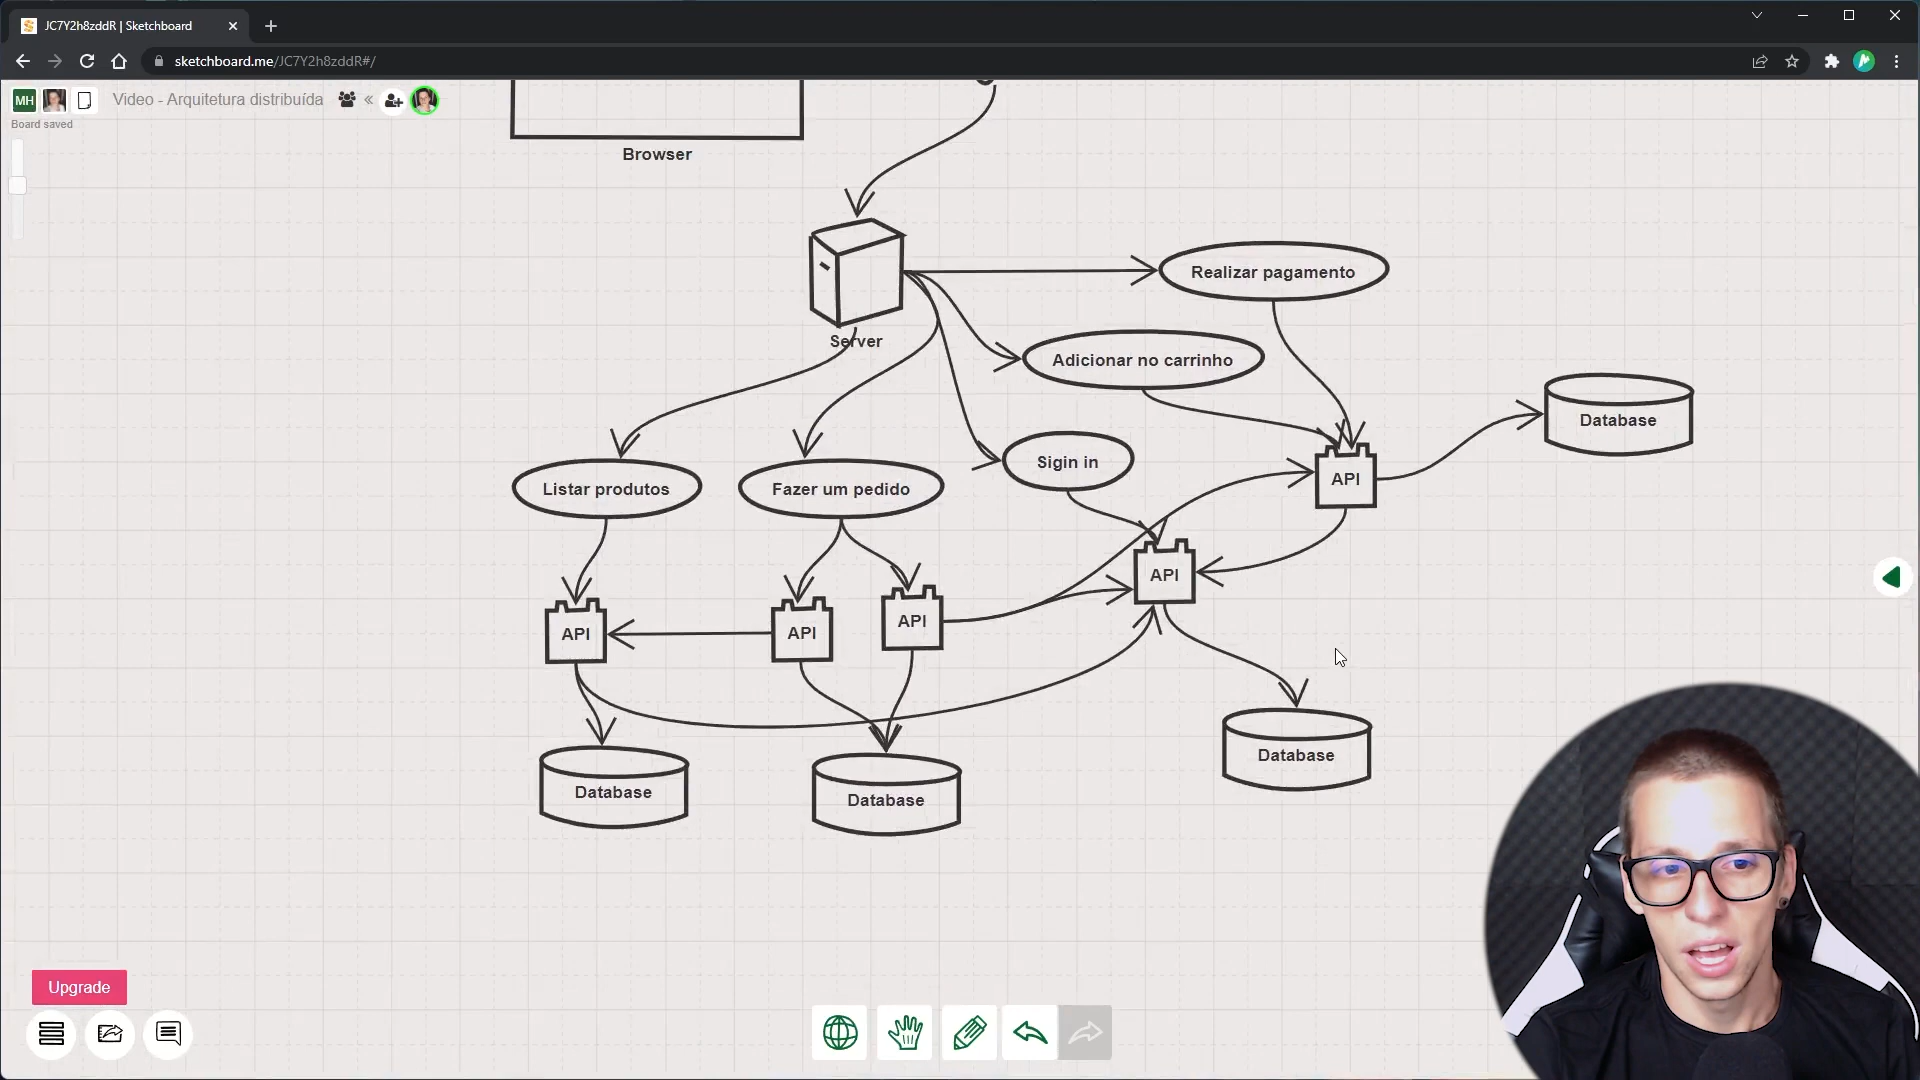 JC7Y2h8zddR | Sketchboard
sketchboard.me/JC7Y2h8zddR#/
MH
Video - Arquitetura distribuída
Board saved
Browser
Server
Realizar pagamento
Adicionar no carrinho
Database
Sigin in
API
Listar produtos
Fazer um pedido
API
API
API
API
Database
Database
Database
Upgrade